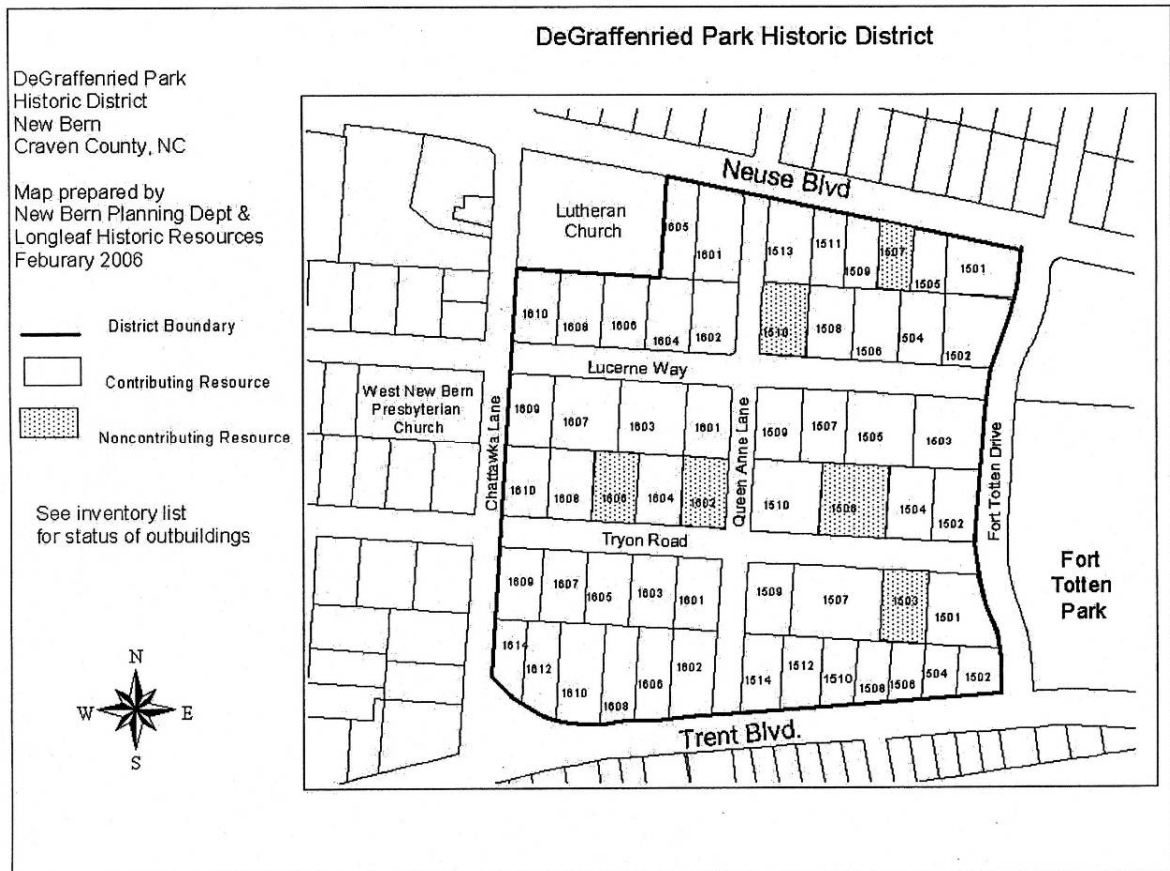 DeGraffenried Park Historic District
DeGraffenried Park
Historic District
New Bern
Craven County, NC
Map prepared by
New Bern Planning Dept &
Longleaf Historic Resources
Feburary 2006
District Boundary
Contributing Resource
Noncontributing Resource
See inventory list
for status of outbuildings
N
W
E
S
Neuse Blvd
Lutheran
Church
1605
1601
1513
1511
1509
1507
1505
1501
1610
1608
1606
1604
1602
1510
1508
1506
1504
1502
Lucerne Way
West New Bern
Presbyterian
Church
Chattawka Lane
1609
1607
1603
1601
Queen Anne Lane
1509
1507
1505
1503
Fort Totten Drive
1610
1608
1606
1604
1602
1510
1506
1504
1502
Tryon Road
Fort
Totten
Park
1609
1607
1605
1603
1601
1509
1507
1503
1501
1614
1612
1610
1608
1606
1602
1514
1512
1510
1508
1506
504
1502
Trent Blvd.